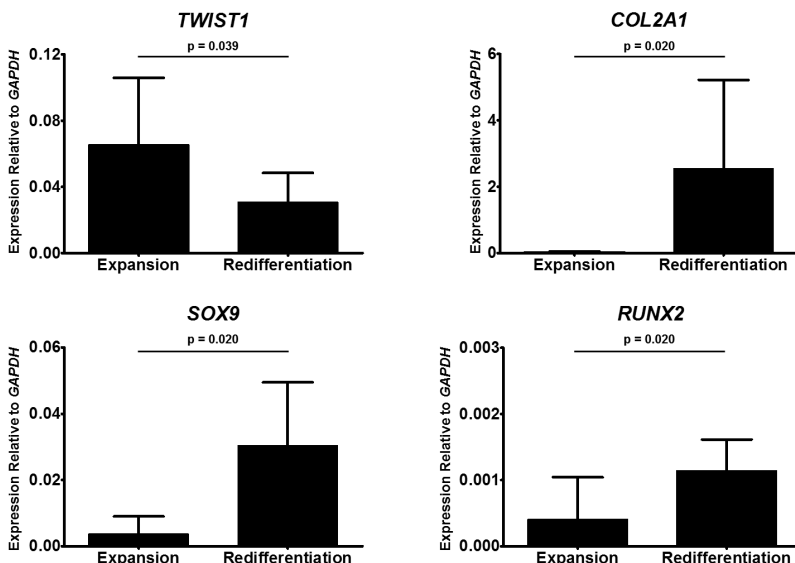 TWIST1
p = 0.039
Expression Relative to GAPDH
0.12
0.08
0.04
0.00
Expansion Redifferentiation
COL2A1
p = 0.020
Expression Relative to GAPDH
6
4
2
0
Expansion Redifferentiation
SOX9
p = 0.020
Expression Relative to GAPDH
0.06
0.04
0.02
0.00
Expansion Redifferentiation
RUNX2
p = 0.020
Expression Relative to GAPDH
0.003
0.002
0.001
0.000
Expansion Redifferentiation